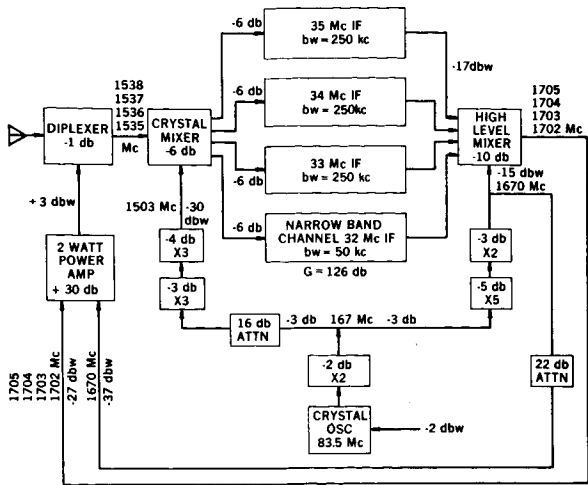 -6 db
35 Mc IF
bw = 250 kc
-17dbw
1538
1537
1536
1535
Mc
-6 db
34 Mc IF
bw = 250kc
1705
1704
1703
1702 Mc
DIPLEXER
-1 db
CRYSTAL
MIXER
-6 db
HIGH
LEVEL
MIXER
-10 db
-6 db
33 Mc IF
bw = 250 kc
-15 dbw
1670 Mc
+ 3 dbw
1503 Mc
-30
dbw
-6 db
NARROW BAND
CHANNEL 32 Mc IF
bw = 50 kc
G = 126 db
2 WATT
POWER
AMP
+ 30 db
-4 db
X3
-3 db
X2
-3 db
X3
-5 db
X5
16 db
ATTN
-3 db
167 Mc
-3 db
1705
1704
1703
1702 Mc
-27 dbw
1670 Mc
-37 dbw
-2 db
X2
22 db
ATTN
CRYSTAL
OSC
83.5 Mc
-2 dbw